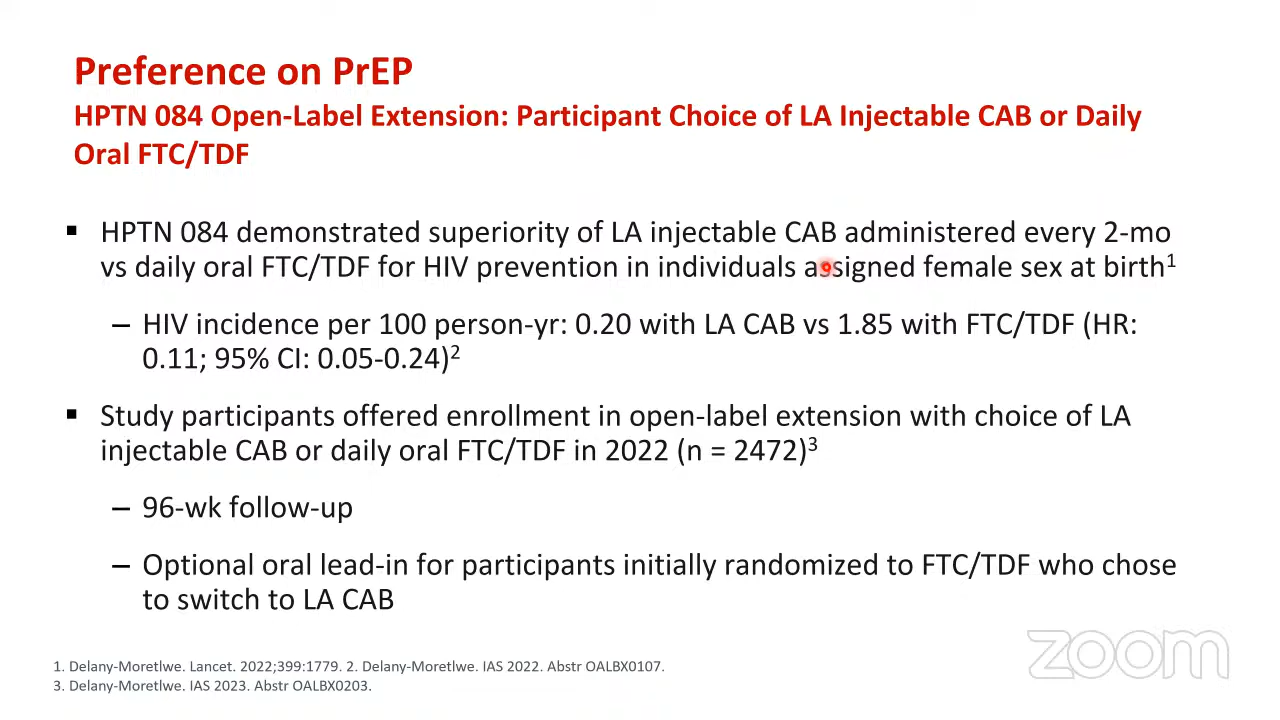 Preference on PrEP
HPTN 084 Open-Label Extension: Participant Choice of LA Injectable CAB or Daily
Oral FTC/TDF
▪ HPTN 084 demonstrated superiority of LA injectable CAB administered every 2-mo
vs daily oral FTC/TDF for HIV prevention in individuals assigned female sex at birth¹
– HIV incidence per 100 person-yr: 0.20 with LA CAB vs 1.85 with FTC/TDF (HR:
0.11; 95% CI: 0.05-0.24)²
▪ Study participants offered enrollment in open-label extension with choice of LA
injectable CAB or daily oral FTC/TDF in 2022 (n = 2472)³
– 96-wk follow-up
– Optional oral lead-in for participants initially randomized to FTC/TDF who chose
to switch to LA CAB
1. Delany-Moretlwe. Lancet. 2022;399:1779. 2. Delany-Moretlwe. IAS 2022. Abstr OALBX0107.
3. Delany-Moretlwe. IAS 2023. Abstr OALBX0203.
zoom